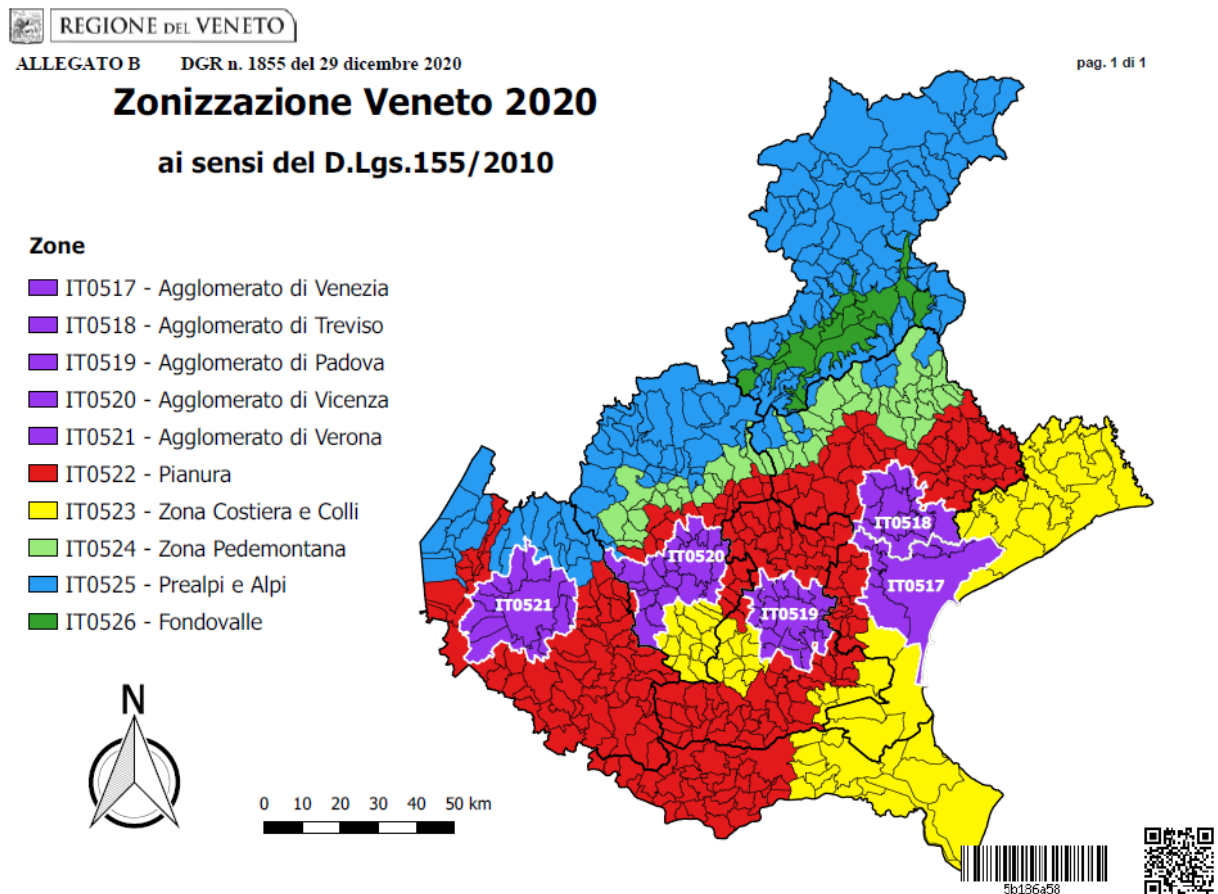 REGIONE DEL VENETO
ALLEGATO B DGR n. 1855 del 29 dicembre 2020 pag. 1 di 1
Zonizzazione Veneto 2020
ai sensi del D.Lgs.155/2010
Zone
IT0517 - Agglomerato di Venezia
IT0518 - Agglomerato di Treviso
IT0519 - Agglomerato di Padova
IT0520 - Agglomerato di Vicenza
IT0521 - Agglomerato di Verona
IT0522 - Pianura
IT0523 - Zona Costiera e Colli
IT0524 - Zona Pedemontana
IT0525 - Prealpi e Alpi
IT0526 - Fondovalle
IT0518
IT0520
IT0517
IT0521
IT0519
N
0 10 20 30 40 50 km
5b186a58